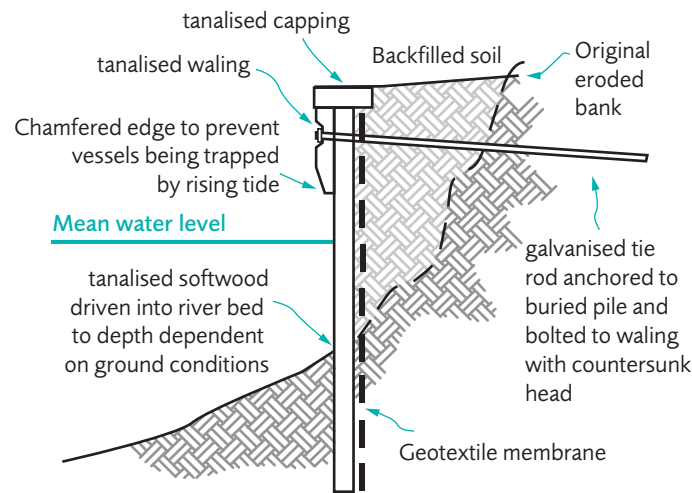 tanalised capping
tanalised waling
Backfilled soil
Original
eroded
bank
Chamfered edge to prevent
vessels being trapped
by rising tide
Mean water level
tanalised softwood
driven into river bed
to depth dependent
on ground conditions
galvanised tie
rod anchored to
buried pile and
bolted to waling
with countersunk
head
Geotextile membrane